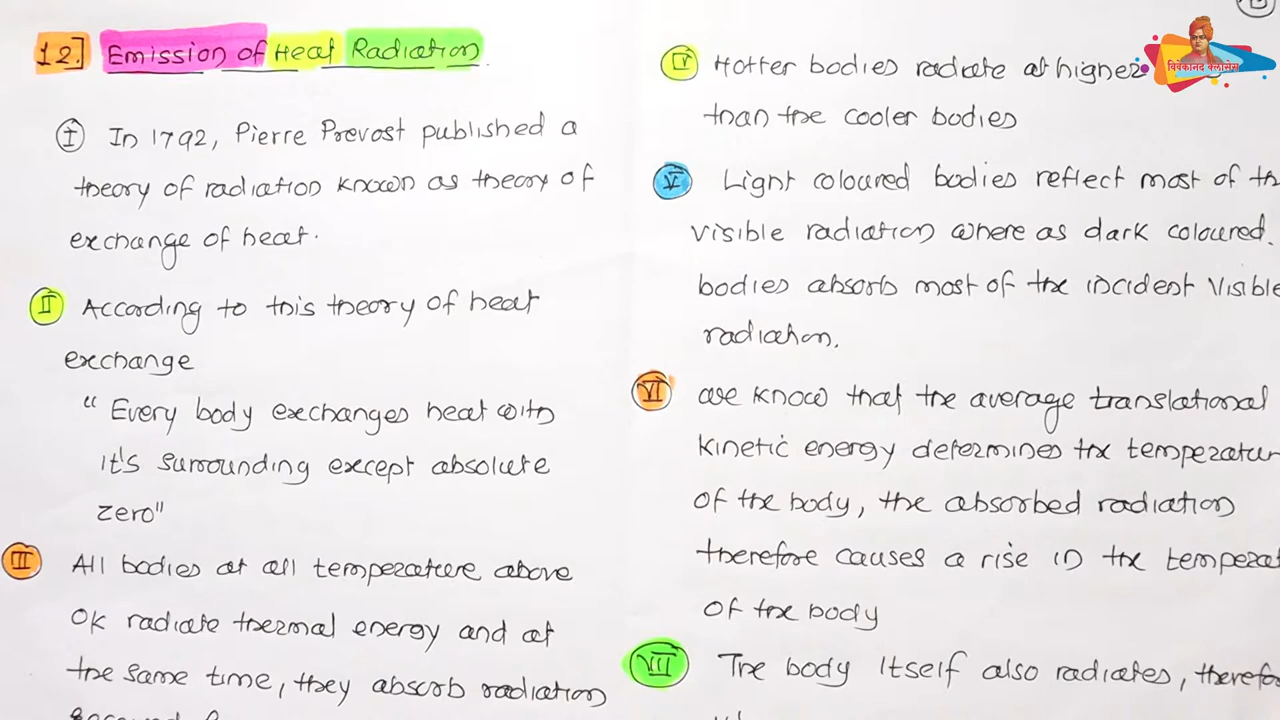 12.] Emission of Heat Radiation.
I In 1792, Pierre Prevost published a
theory of radiation known as theory of
exchange of heat.
II According to this theory of heat
exchange
"Every body exchanges heat with
it's surrounding except absolute
zero"
III All bodies at all temperature above
0K radiate thermal energy and at
the same time, they absorb radiation
IV Hotter bodies radiate at higher
than the cooler bodies
V Light coloured bodies reflect most of th
visible radiation where as dark coloured.
bodies absorb most of the incident visible
radiation.
VI we know that the average translational
kinetic energy determines the temperatur
of the body, the absorbed radiation
therefore causes a rise in the temperat
of the body
VII The body itself also radiates, therefo
विवेकानंद क्लासेस